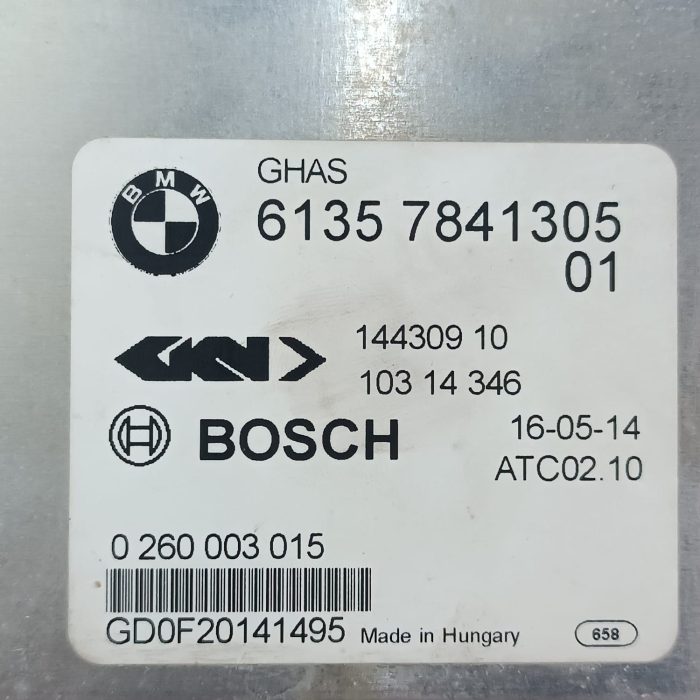 BMW
GHAS
6135 7841305
01
GKN
144309 10
103 14 346
BOSCH
16-05-14
ATC02.10
0 260 003 015
GD0F20141495 Made in Hungary 658